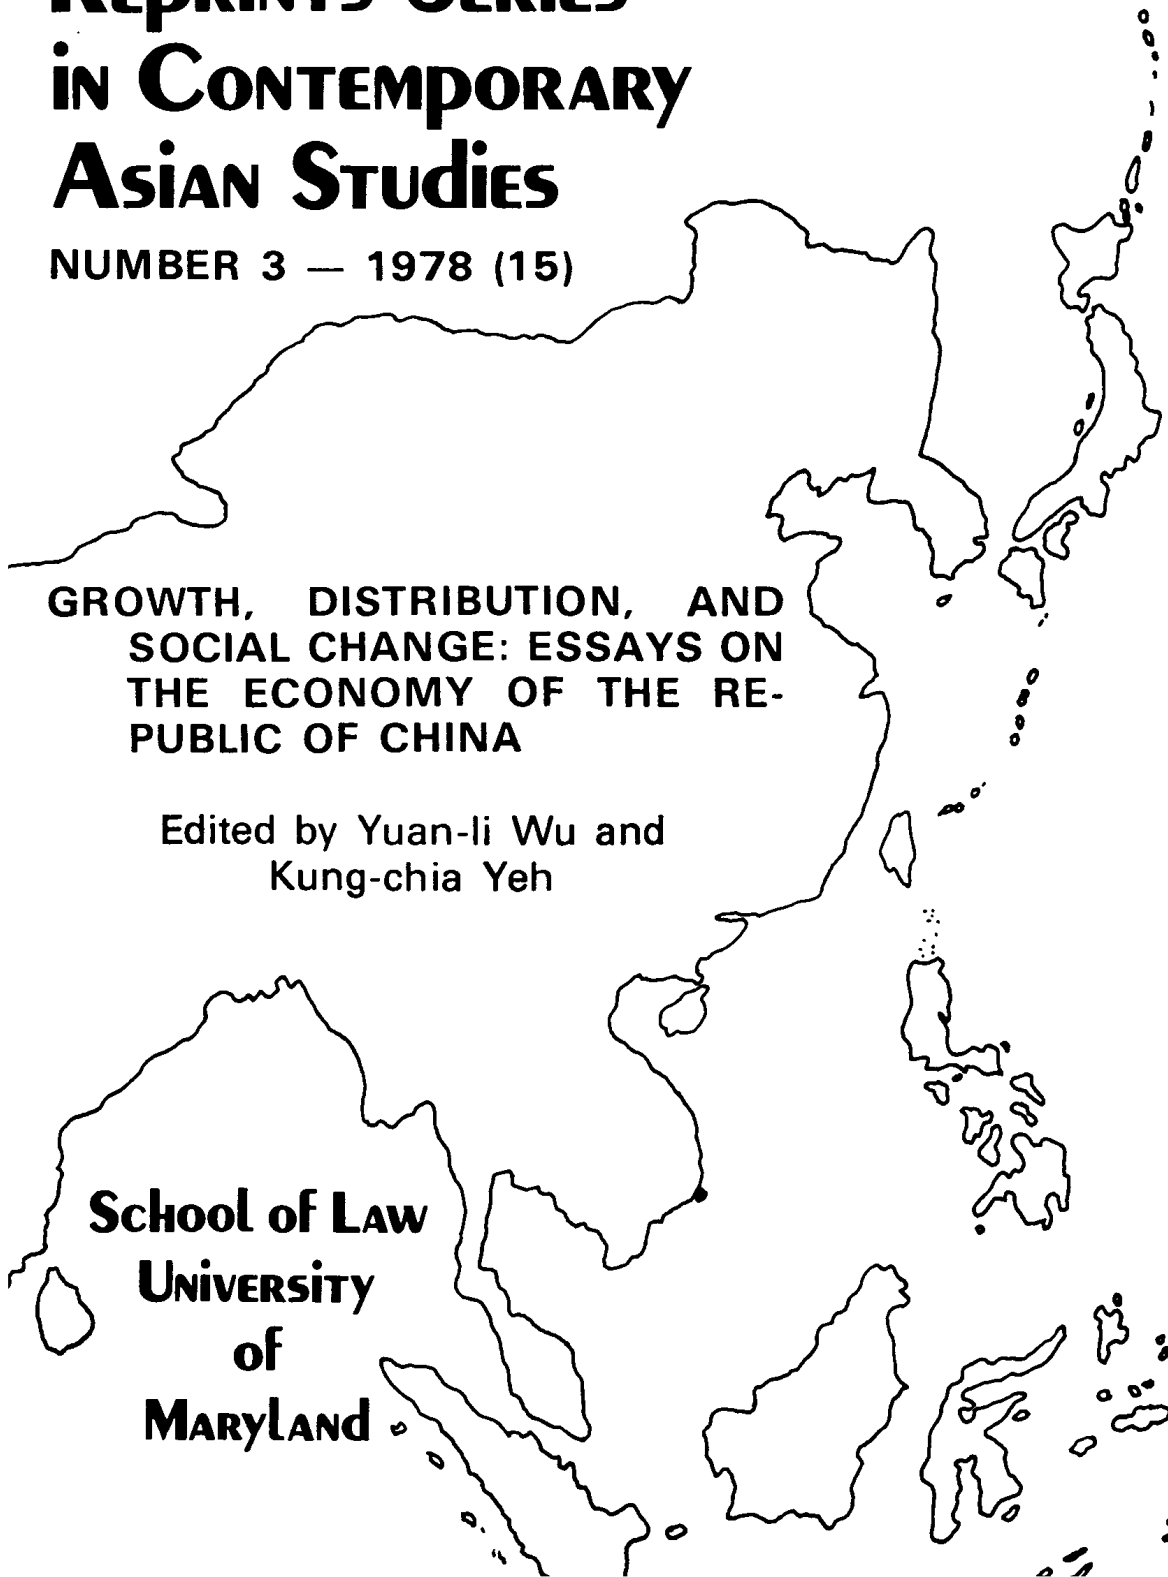 Reprints Series
in Contemporary
Asian Studies
NUMBER 3 — 1978 (15)
GROWTH, DISTRIBUTION, AND
SOCIAL CHANGE: ESSAYS ON
THE ECONOMY OF THE RE-
PUBLIC OF CHINA
Edited by Yuan-li Wu and
Kung-chia Yeh
School of Law
University
of
Maryland